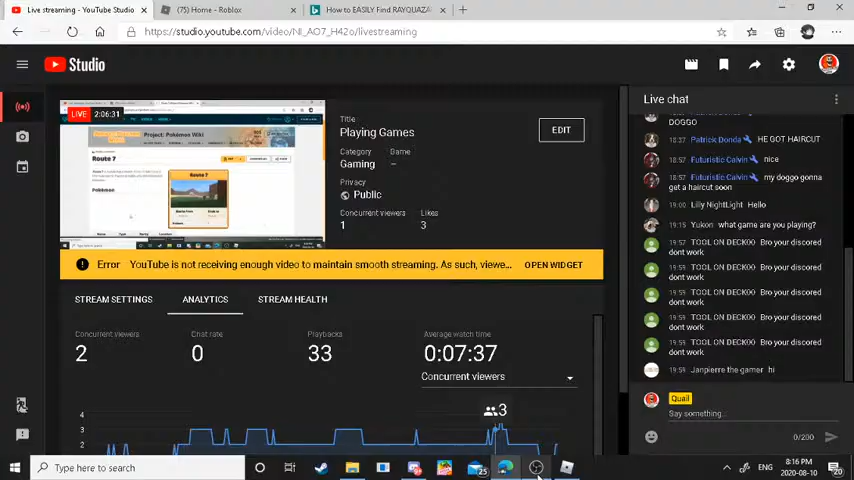 Live streaming - YouTube Studio
(75) Home - Roblox
How to EASILY Find RAYQUAZA
https://studio.youtube.com/video/NI_AO7_H42o/livestreaming
Studio
LIVE 2:06:31
Project: Pokémon Wiki
Route 7
Route 7
Pokémon
Title
Playing Games
EDIT
Category
Game
Gaming
–
Privacy
Public
Concurrent viewers
Likes
1
3
Error YouTube is not receiving enough video to maintain smooth streaming. As such, viewe...
OPEN WIDGET
STREAM SETTINGS
ANALYTICS
STREAM HEALTH
Concurrent viewers
Chat rate
Playbacks
Average watch time
2
0
33
0:07:37
Concurrent viewers
3
4
3
2
Live chat
DOGGO
18:37 Patrick Donda HE GOT HAIRCUT
18:57 Futuristic Calvin nice
18:57 Futuristic Calvin my doggo gonna
get a haircut soon
19:00 Lilly NightLight Hello
19:15 Yukon what game are you playing?
19:57 TOOL ON DECK00 Bro your discored
dont work
19:59 TOOL ON DECK00 Bro your discored
dont work
19:59 TOOL ON DECK00 Bro your discored
dont work
19:59 TOOL ON DECK00 Bro your discored
dont work
19:59 TOOL ON DECK00 Bro your discored
dont work
19:59 Janpierre the gamer hi
Quail
Say something...
0/200
Type here to search
25
ENG
8:16 PM
2020-08-10
20